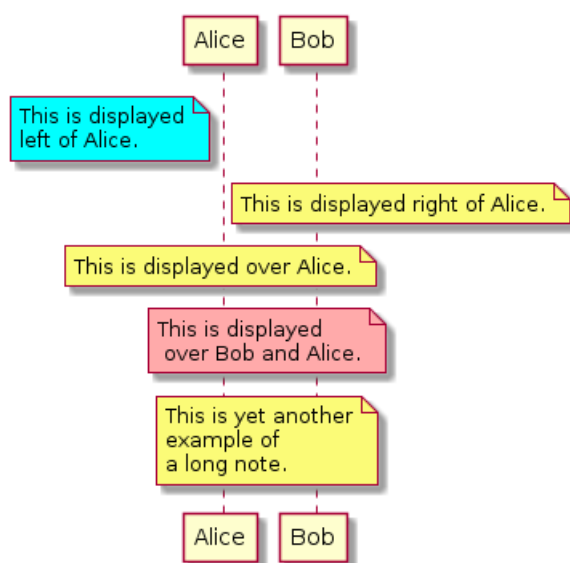 Alice Bob
This is displayed
left of Alice.
This is displayed right of Alice.
This is displayed over Alice.
This is displayed
over Bob and Alice.
This is yet another
example of
a long note.
Alice Bob